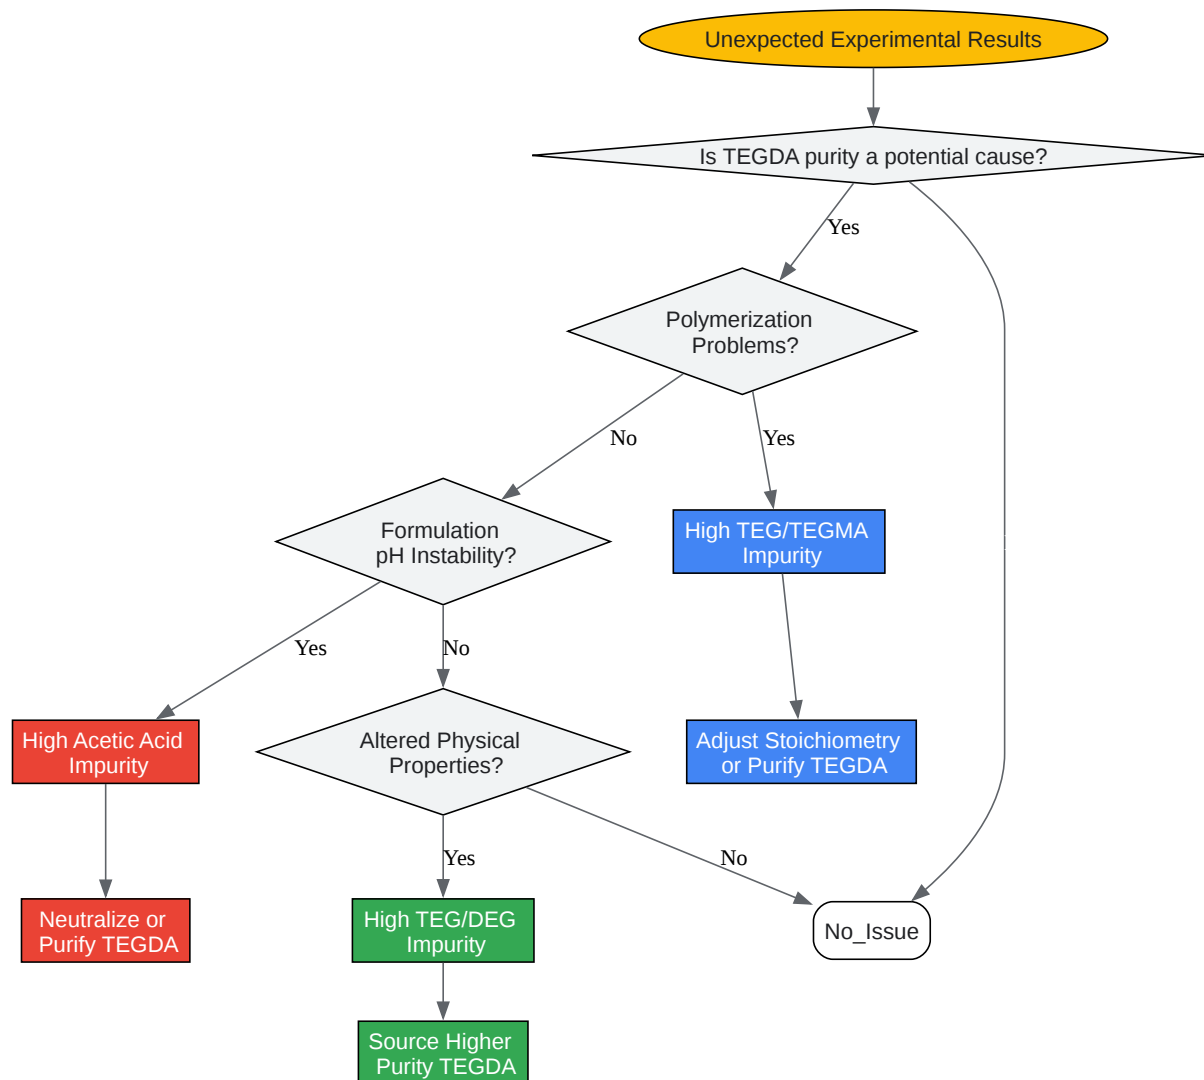 Unexpected Experimental Results
Is TEGDA purity a potential cause?
Yes
Polymerization
Problems?
No
Yes
Formulation
pH Instability?
High TEG/TEGMA
Impurity
Yes
No
High Acetic Acid
Impurity
Altered Physical
Properties?
Adjust Stoichiometry
or Purify TEGDA
Yes
No
Neutralize or
Purify TEGDA
High TEG/DEG
Impurity
No_Issue
Source Higher
Purity TEGDA